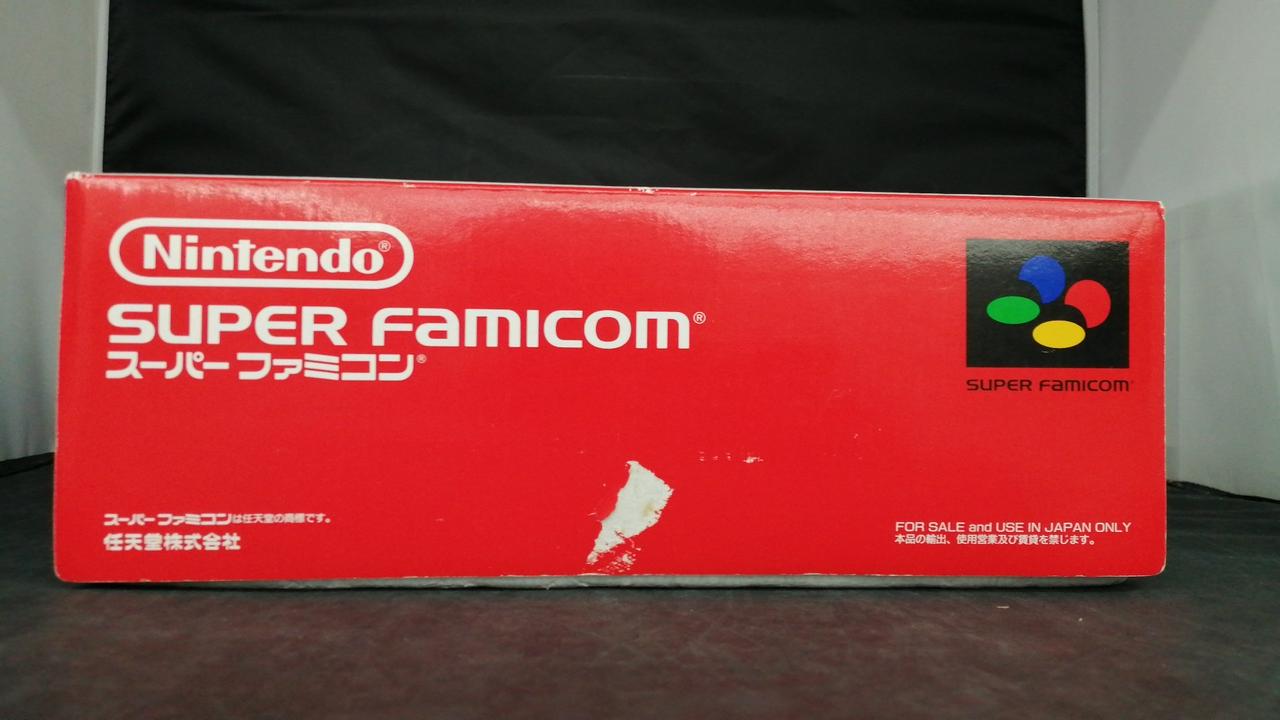 Nintendo®
SUPER FAMICOM®
スーパーファミコン®
SUPER FAMICOM
スーパーファミコンは任天堂の商標です。
任天堂株式会社
FOR SALE and USE IN JAPAN ONLY
本品の輸出、使用営業及び賃貸を禁じます。